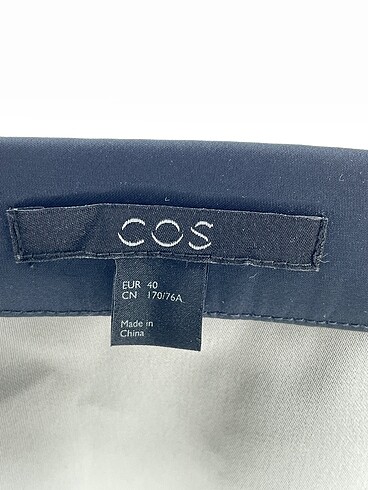 COS
EUR 40
CN 170/76A
Made in
China